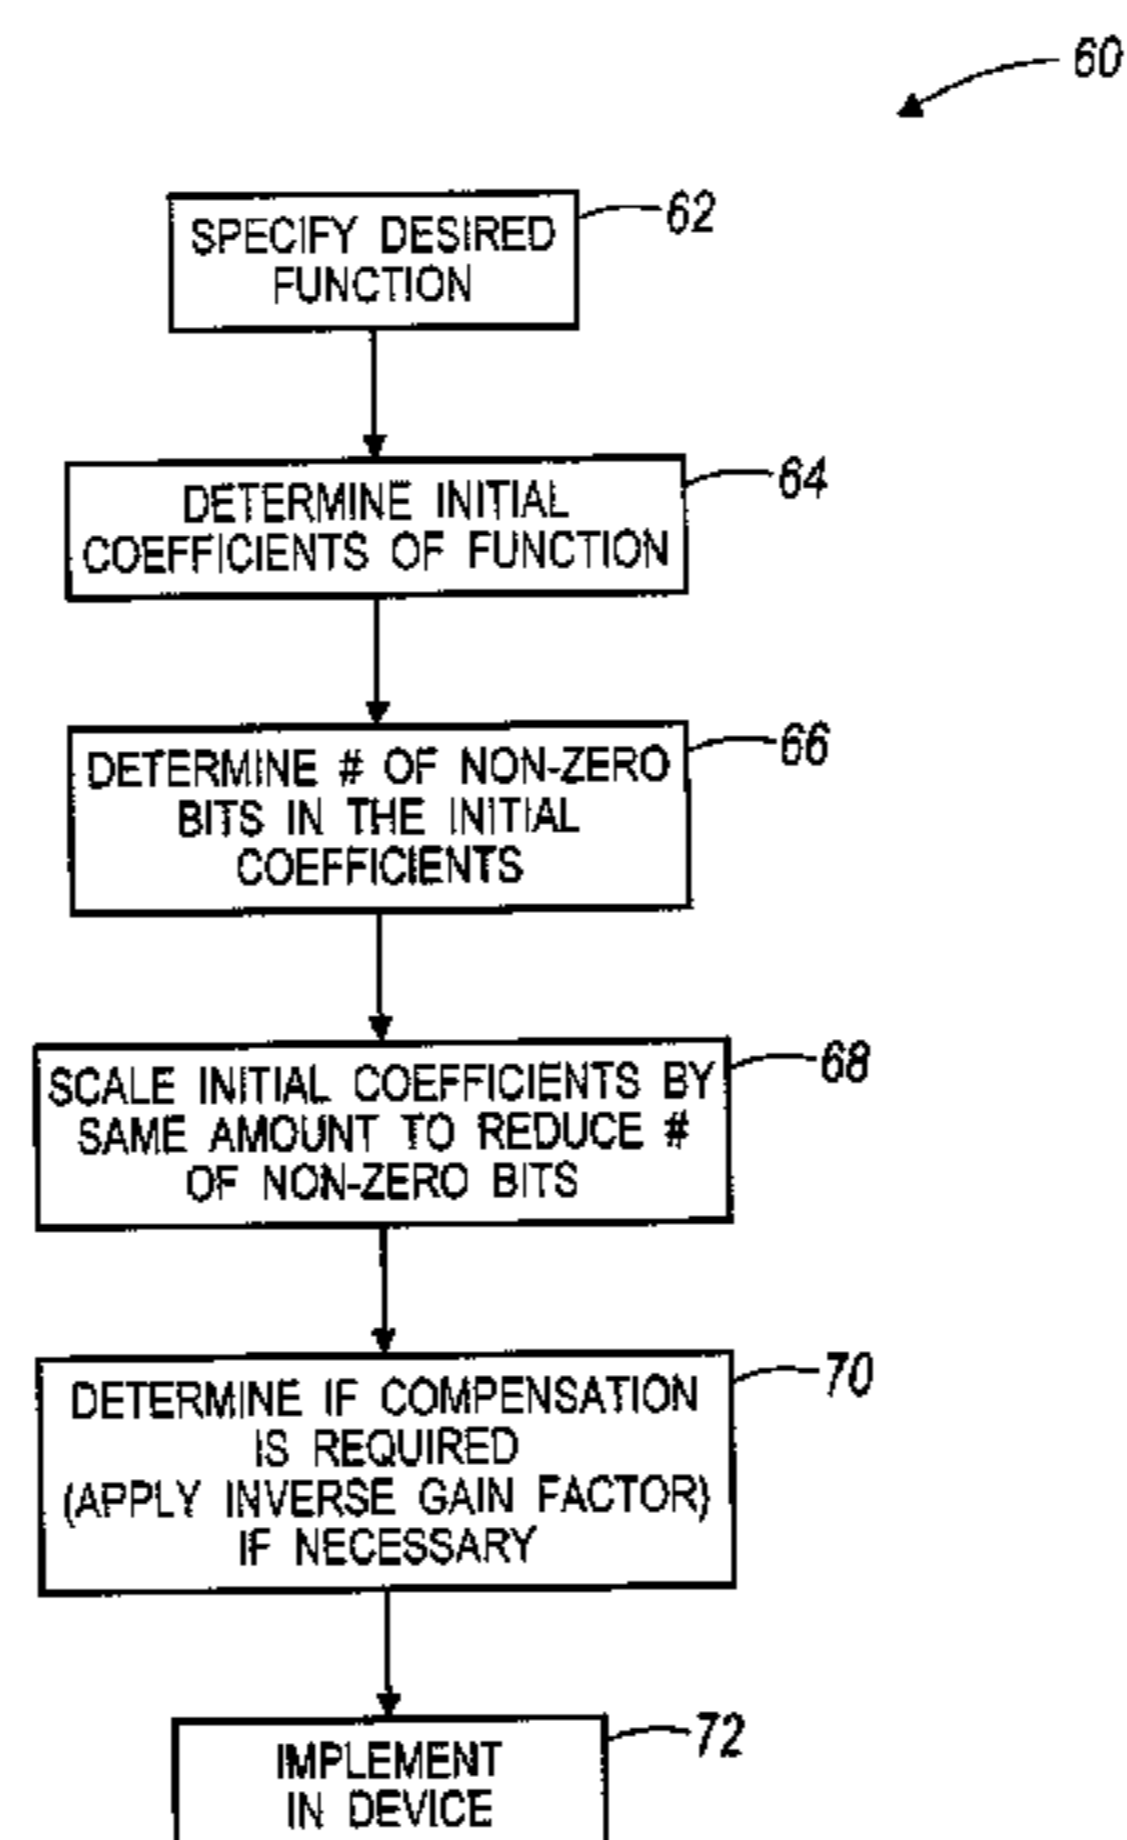 60
SPECIFY DESIRED
FUNCTION
62
DETERMINE INITIAL
COEFFICIENTS OF FUNCTION
64
DETERMINE # OF NON-ZERO
BITS IN THE INITIAL
COEFFICIENTS
66
SCALE INITIAL COEFFICIENTS BY
SAME AMOUNT TO REDUCE #
OF NON-ZERO BITS
68
DETERMINE IF COMPENSATION
IS REQUIRED
(APPLY INVERSE GAIN FACTOR)
IF NECESSARY
70
IMPLEMENT
IN DEVICE
72